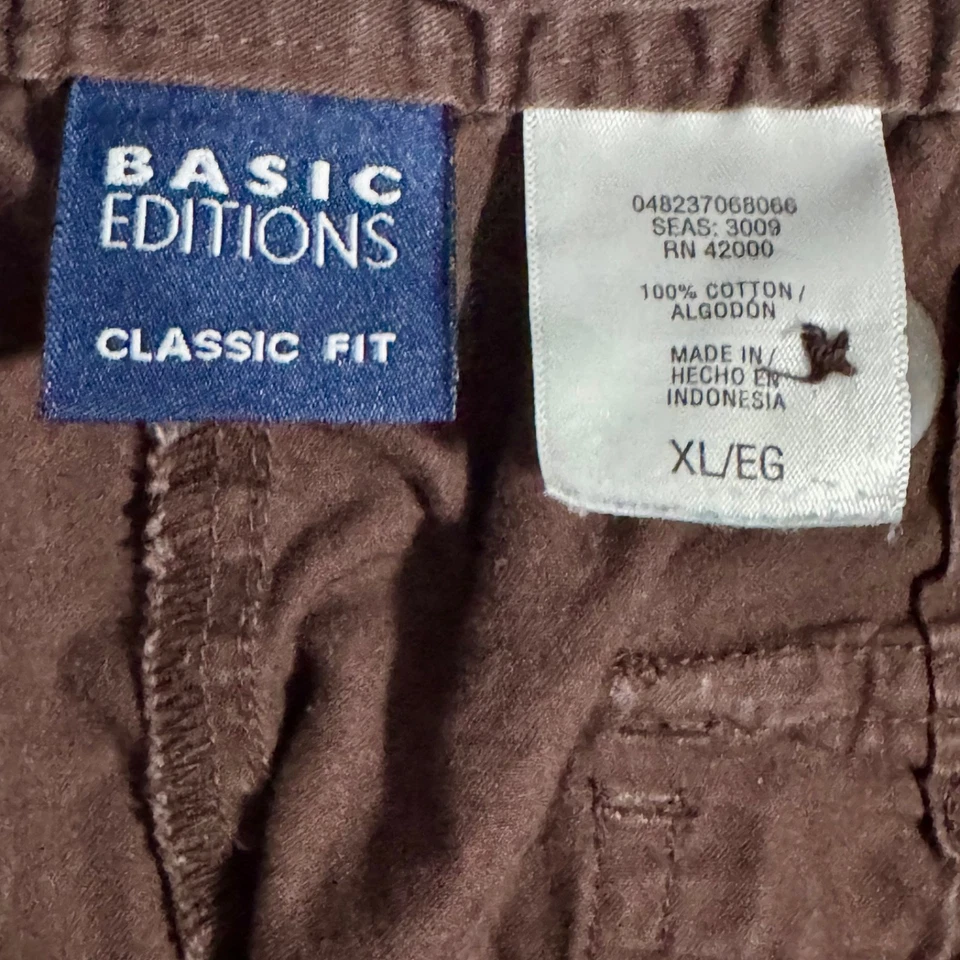 BASIC
EDITIONS
CLASSIC FIT
048237068066
SEAS: 3009
RN 42000
100% COTTON /
ALGODÓN
MADE IN /
HECHO EN
INDONESIA
XL/EG